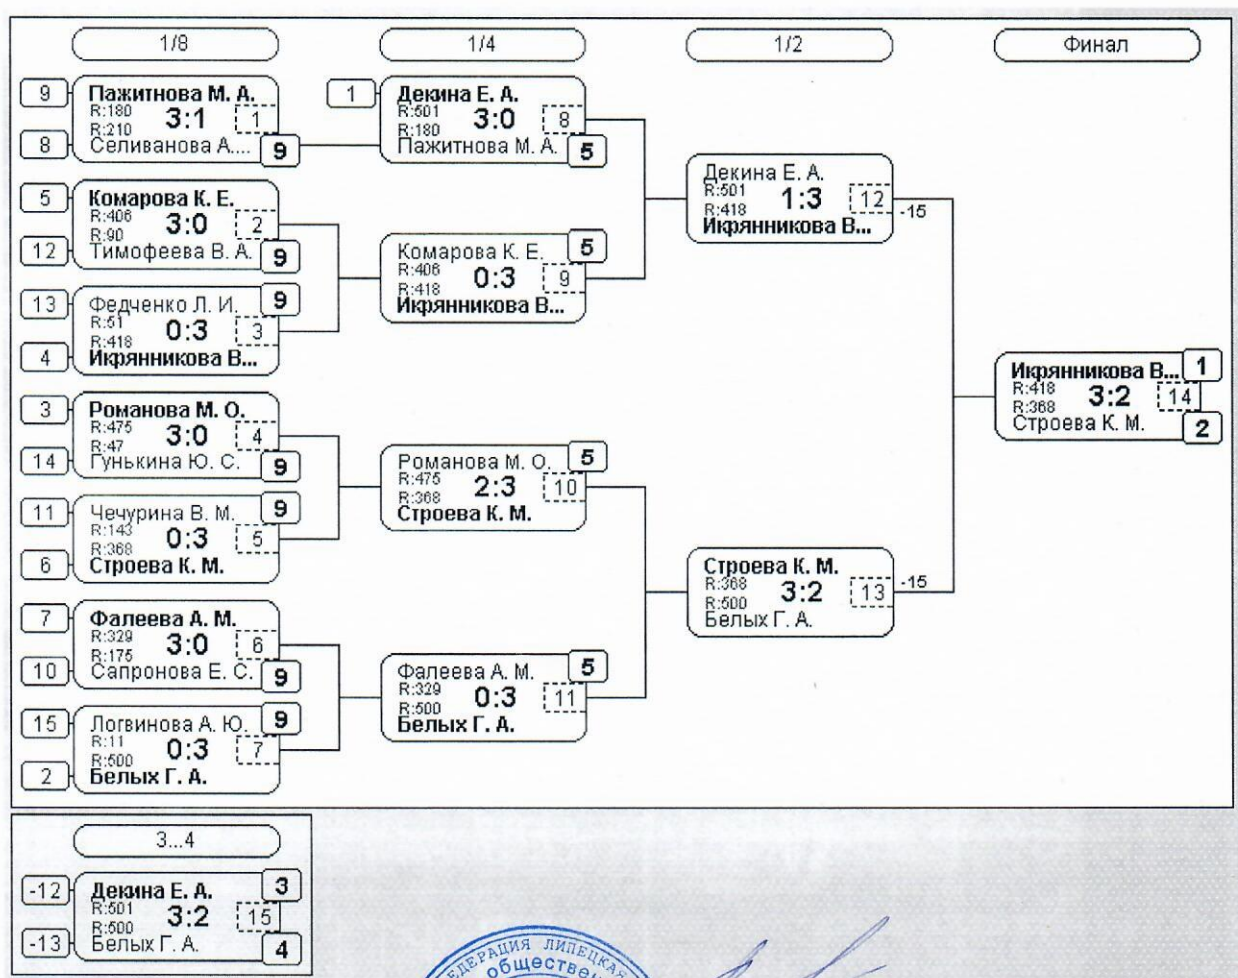 1/8
1/4
1/2
Финал
9
Пажитнова М. А.
R:180
R:210
3:1
1
8
Селиванова А....
9
5
Комарова К. Е.
R:406
R:90
3:0
2
12
Тимофеева В. А.
9
13
Федченко Л. И.
9
R:51
R:418
0:3
3
4
Икрянникова В...
3
Романова М. О.
R:475
R:47
3:0
4
14
Гунькина Ю. С.
9
11
Чечурина В. М.
9
R:143
R:368
0:3
5
6
Строева К. М.
7
Фалеева А. М.
R:329
R:175
3:0
6
10
Сапронова Е. С.
9
15
Логвинова А. Ю.
9
R:11
R:500
0:3
7
2
Белых Г. А.
1
Декина Е. А.
R:501
R:180
3:0
8
Пажитнова М. А.
5
Комарова К. Е.
5
R:406
R:418
0:3
9
Икрянникова В...
Романова М. О.
5
R:475
R:368
2:3
10
Строева К. М.
Фалеева А. М.
5
R:329
R:500
0:3
11
Белых Г. А.
Декина Е. А.
R:501
R:418
1:3
12
-15
Икрянникова В...
Строева К. М.
R:368
R:500
3:2
13
-15
Белых Г. А.
Икрянникова В...
1
R:418
R:368
3:2
14
Строева К. М.
2
3...4
-12
Декина Е. А.
3
R:501
R:500
3:2
15
-13
Белых Г. А.
4